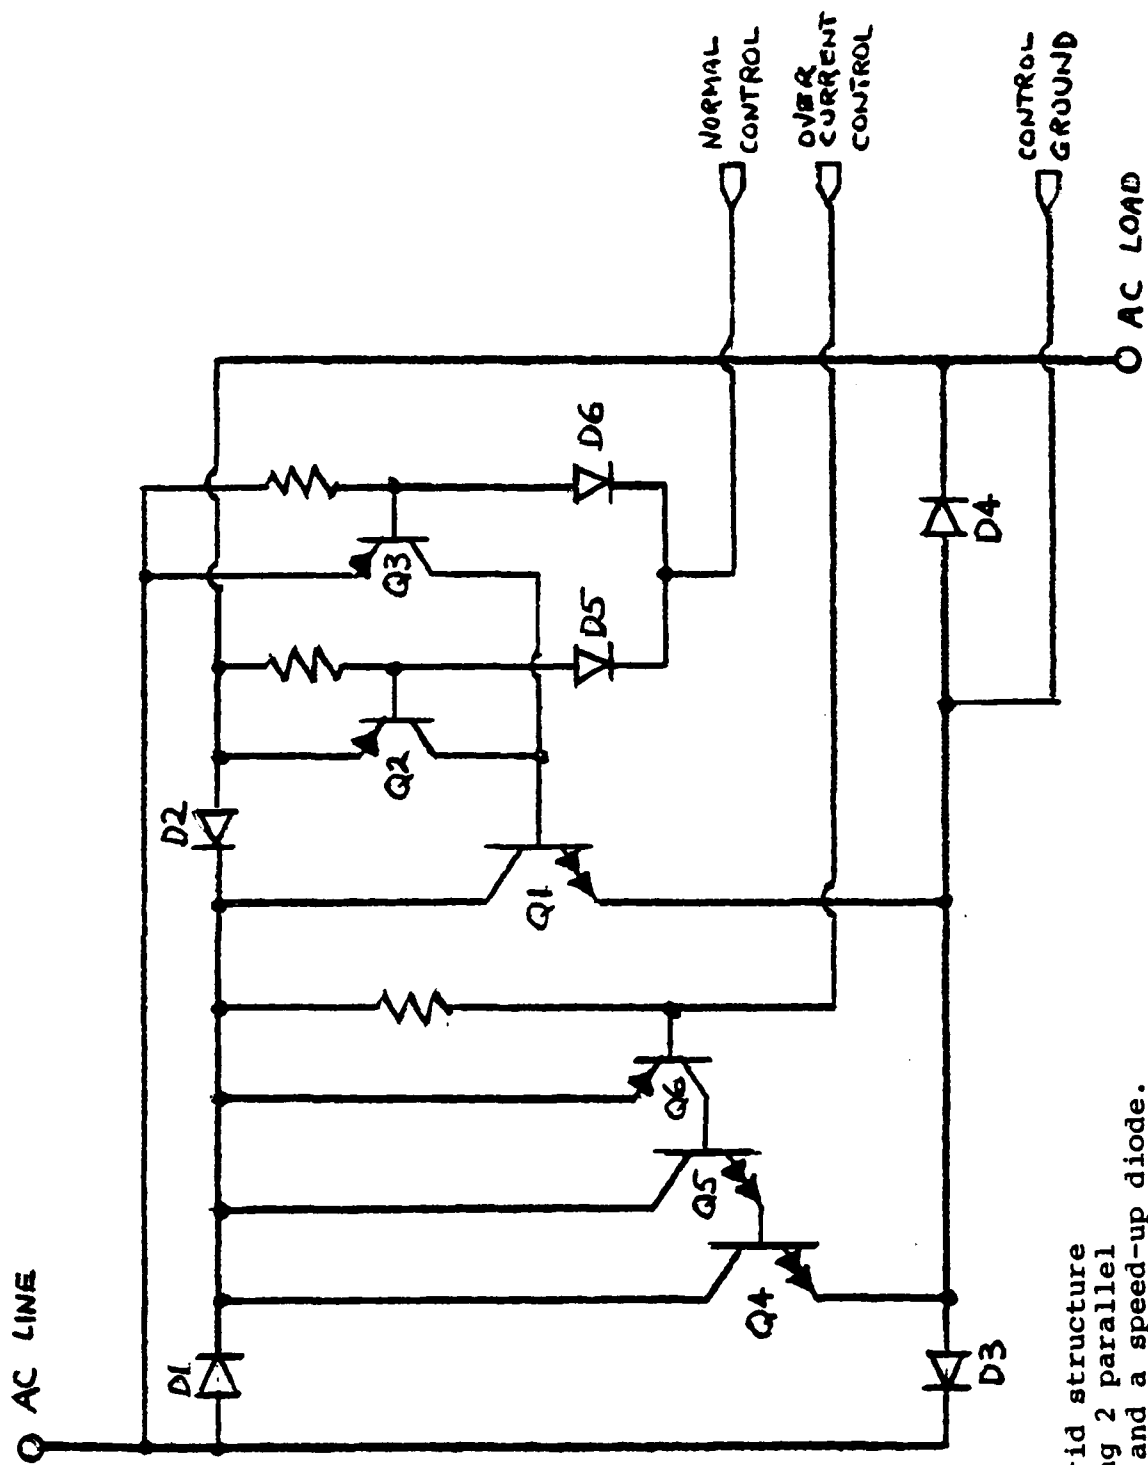 AC LINE
D1
D2
Q3
Q2
D6
D5
NORMAL
CONTROL
OVER
CURRENT
CONTROL
CONTROL
GROUND
Q1
Q6
Q5
Q4
D4
D3
AC LOAD
structure
2 parallel
and a speed-up diode.